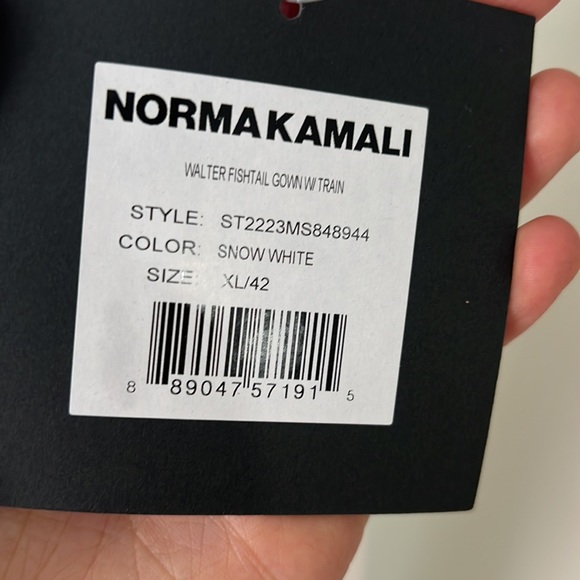 NORMA KAMALI
WALTER FISHTAIL GOWN W/ TRAIN
STYLE: ST2223MS848944
COLOR: SNOW WHITE
SIZE: XL/42
8 89047 57191 5